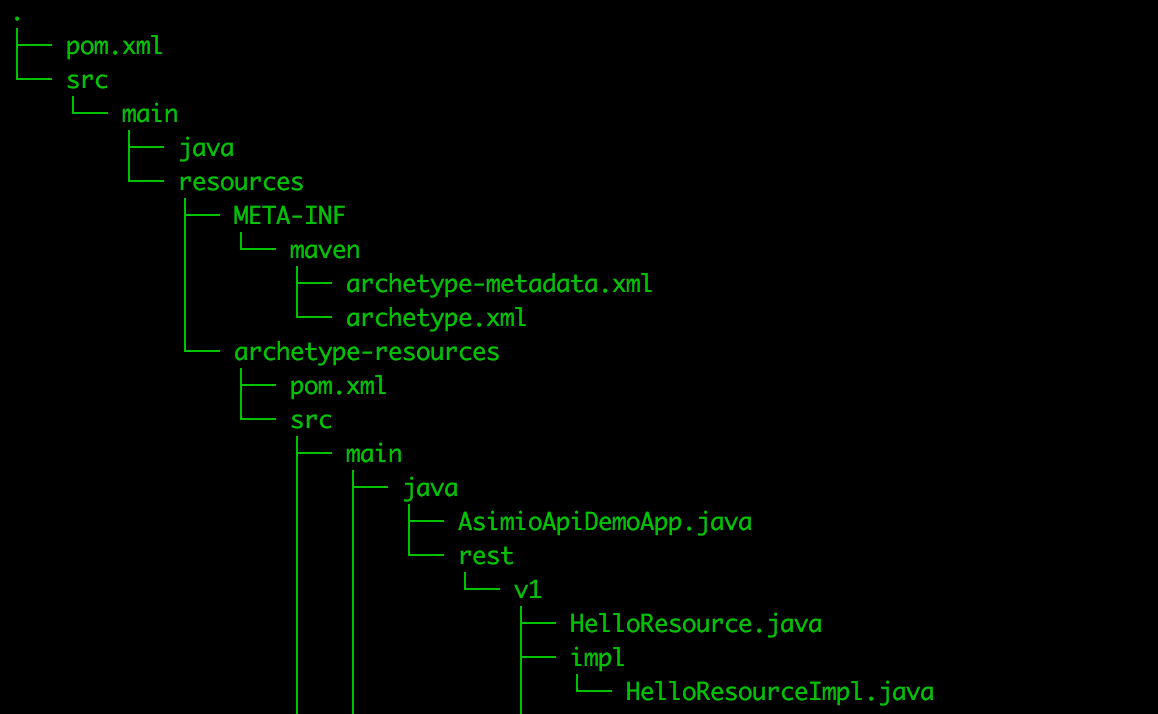 .
├── pom.xml
└── src
    └── main
        ├── java
        └── resources
            ├── META-INF
            │   └── maven
            │       ├── archetype-metadata.xml
            │       └── archetype.xml
            └── archetype-resources
                ├── pom.xml
                └── src
                    ├── main
                    │   ├── java
                    │   │   ├── AsimioApiDemoApp.java
                    │   │   └── rest
                    │   │       └── v1
                    │   │           ├── HelloResource.java
                    │   │           ├── impl
                    │   │           │   └── HelloResourceImpl.java